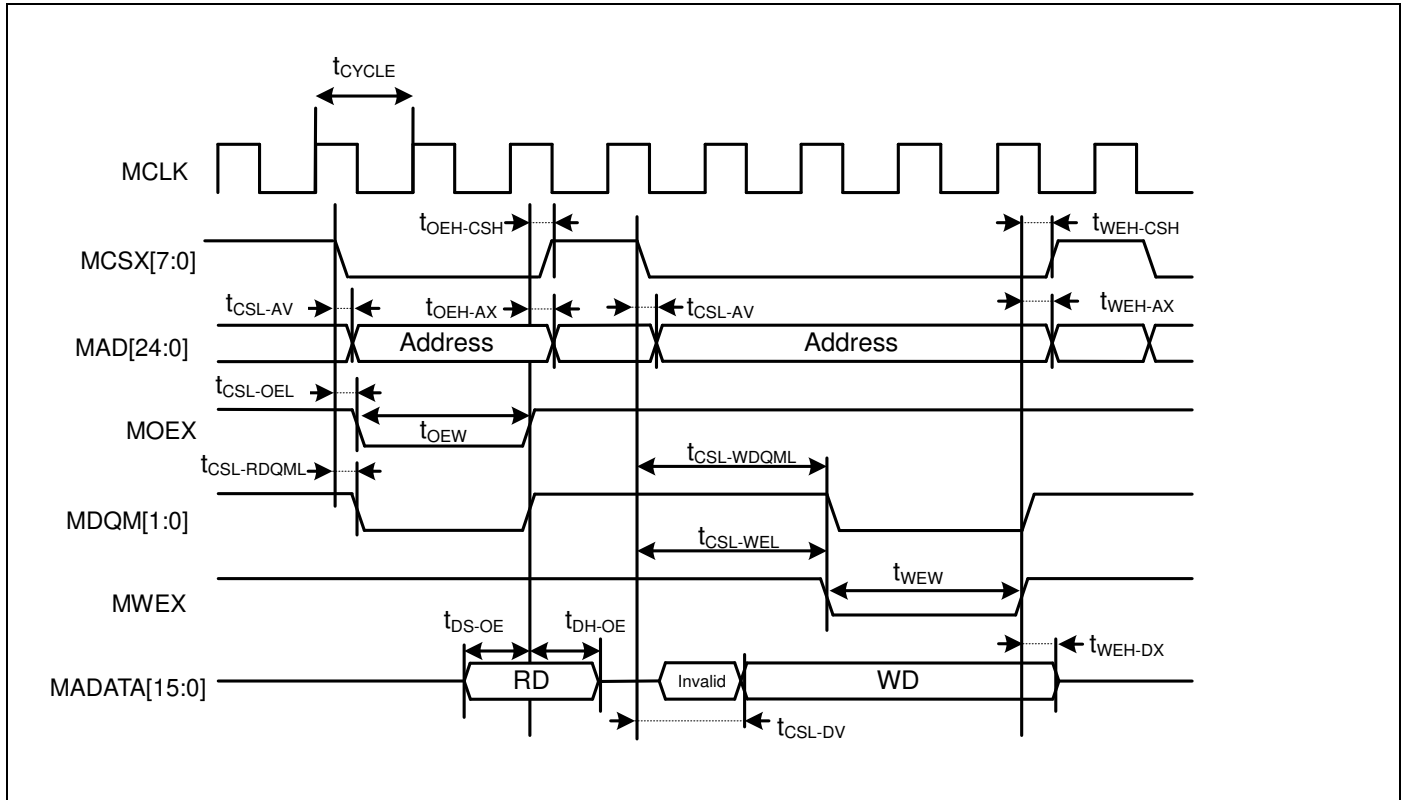 tCYCLE
MCLK
tOEH-CSH
tWEH-CSH
MCSX[7:0]
tCSL-AV
tOEH-AX
tCSL-AV
tWEH-AX
MAD[24:0]
Address
Address
tCSL-OEL
MOEX
tOEW
tCSL-RDQML
tCSL-WDQML
MDQM[1:0]
tCSL-WEL
tWEW
MWEX
tDS-OE
tDH-OE
tWEH-DX
MADATA[15:0]
RD
Invalid
WD
tCSL-DV